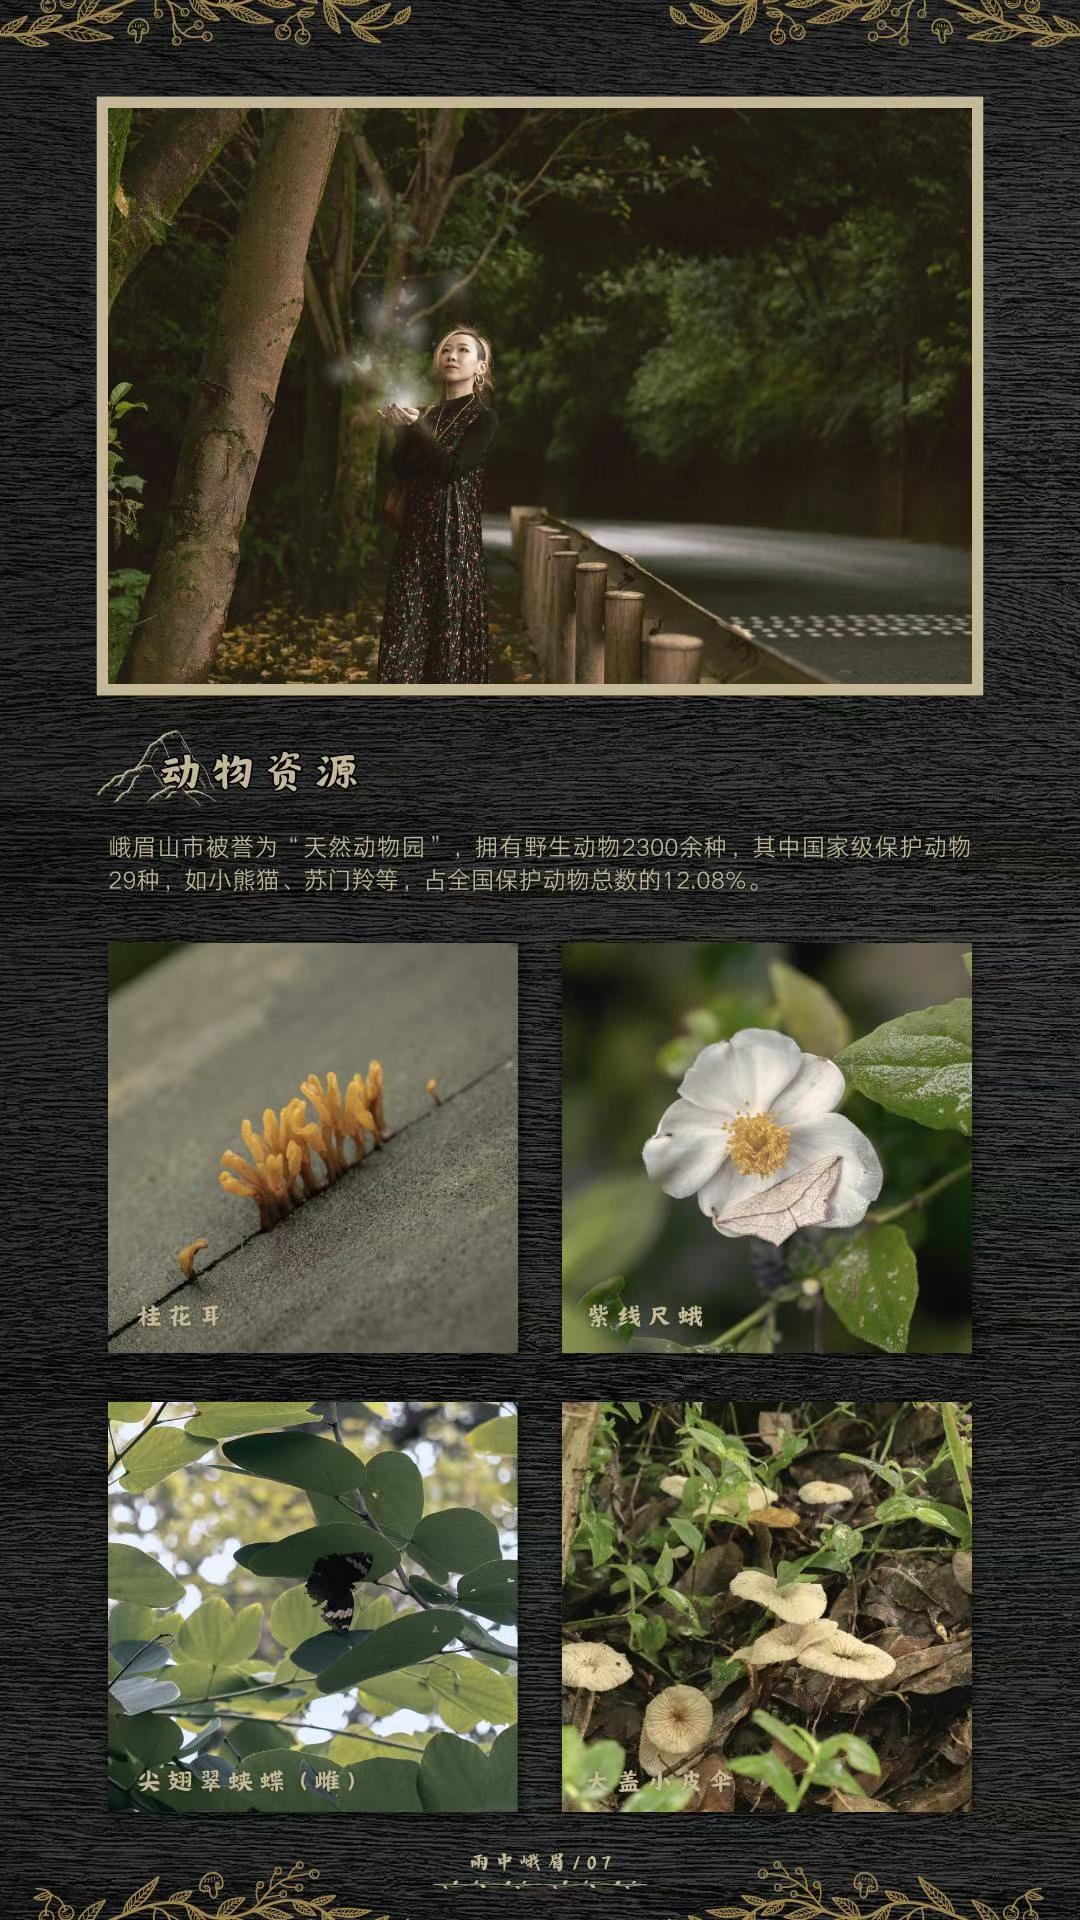 动物资源
峨眉山市被誉为“天然动物园”，拥有野生动物2300余种，其中国家级保护动物
29种，如小熊猫、苏门羚等，占全国保护动物总数的12.08%。
桂花耳
紫线尺蛾
尖翅翠蛱蝶（雌）
大盖小皮伞
雨中峨眉/07